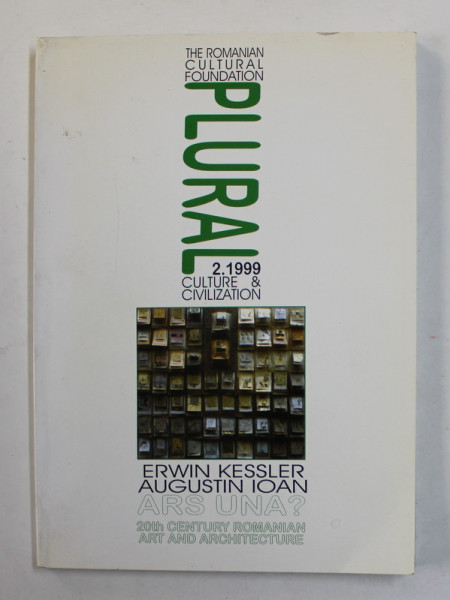 THE ROMANIAN
CULTURAL
FOUNDATION
PLURAL
2.1999
CULTURE &
CIVILIZATION
ERWIN KESSLER
AUGUSTIN IOAN
ARS UNA?
20th CENTURY ROMANIAN
ART AND ARCHITECTURE